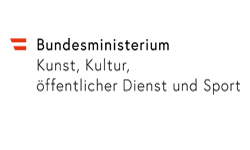 Bundesministerium
Kunst, Kultur,
öffentlicher Dienst und Sport